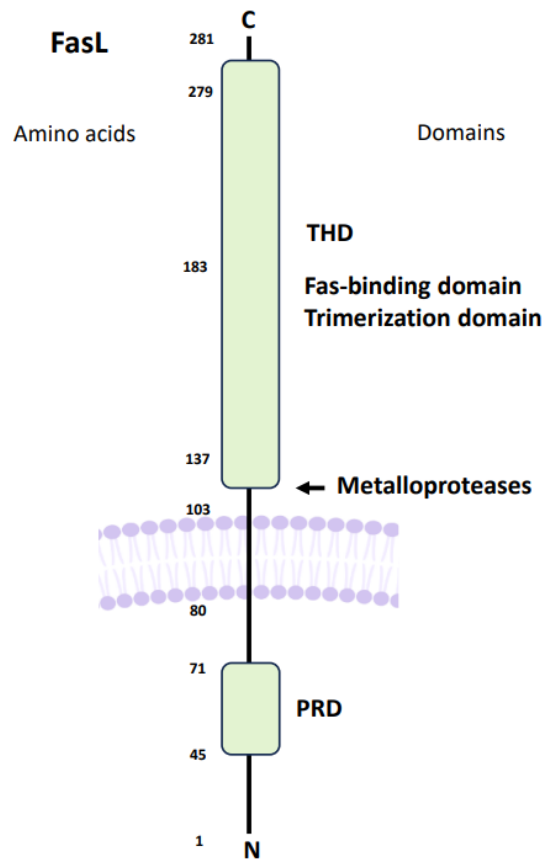 C
281
FasL
279
Amino acids
Domains
THD
183
Fas-binding domain
Trimerization domain
137
Metalloproteases
103
80
71
PRD
45
1
N